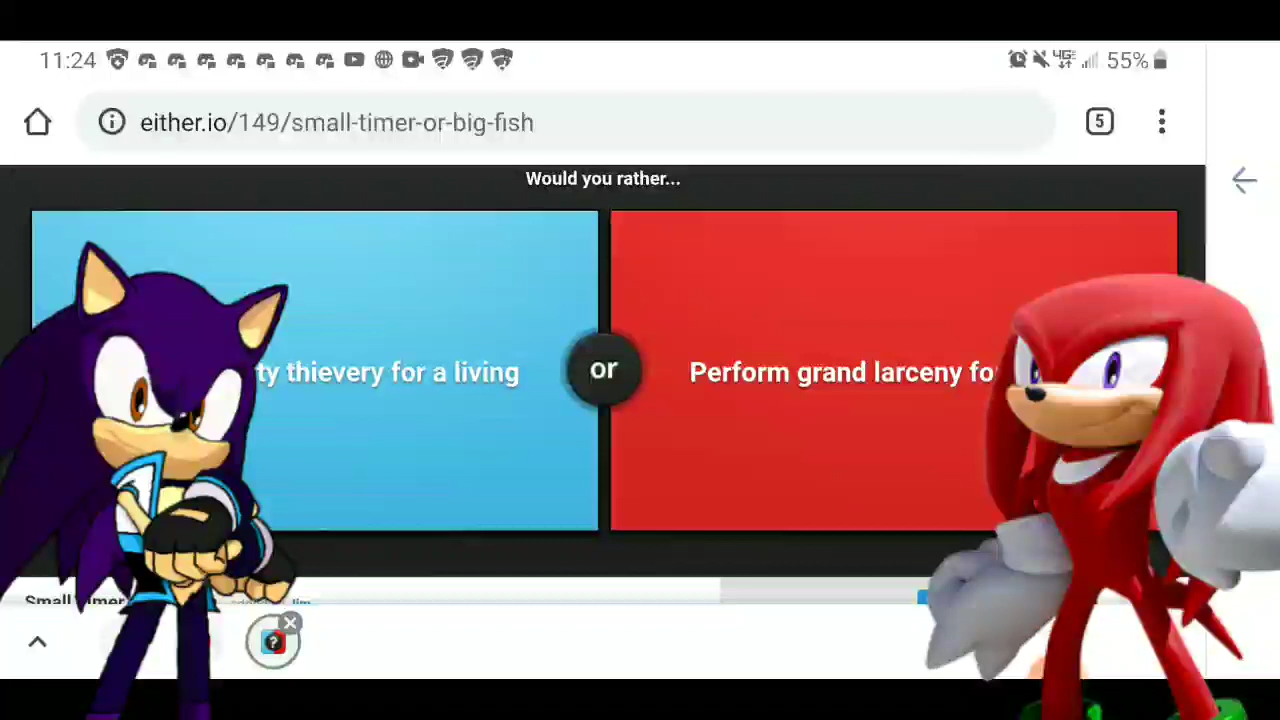 11:24 4GE 55%
either.io/149/small-timer-or-big-fish 5
Would you rather...
ty thievery for a living or Perform grand larceny fo
Small timer
?